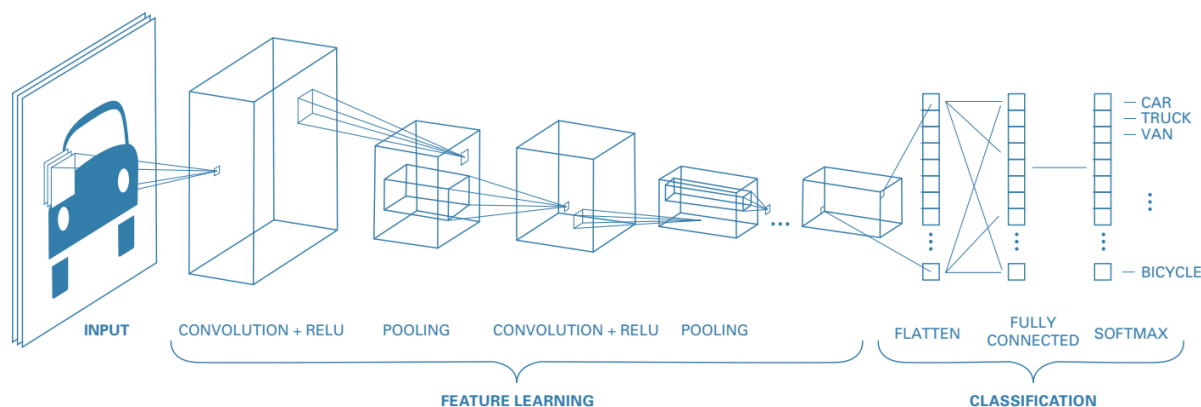 CAR
TRUCK
VAN
BICYCLE
INPUT
CONVOLUTION + RELU
POOLING
CONVOLUTION + RELU
POOLING
FLATTEN
FULLY
CONNECTED
SOFTMAX
FEATURE LEARNING
CLASSIFICATION